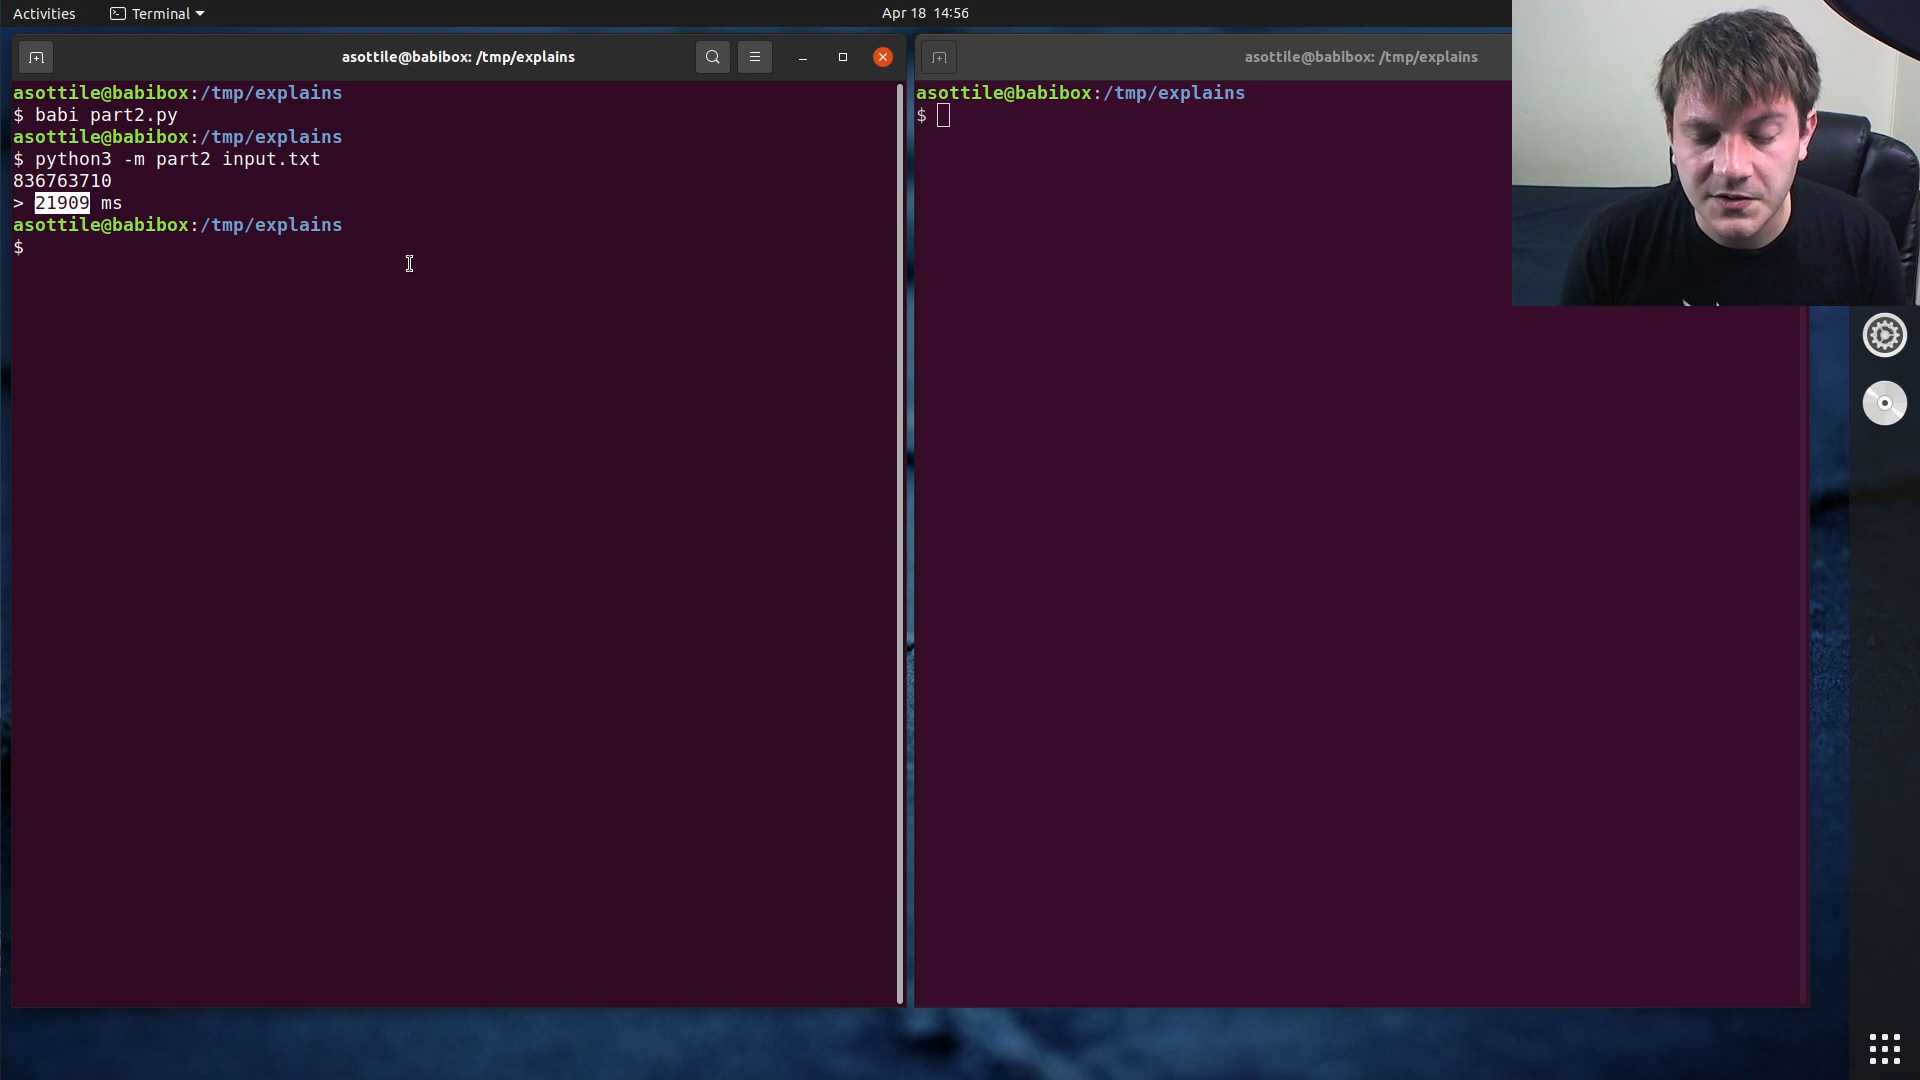 Activities
Terminal
Apr 18 14:56
asottile@babibox: /tmp/explains
asottile@babibox:/tmp/explains
$ babi part2.py
asottile@babibox:/tmp/explains
$ python3 -m part2 input.txt
836763710
> 21909 ms
asottile@babibox:/tmp/explains
$
asottile@babibox: /tmp/explains
asottile@babibox:/tmp/explains
$